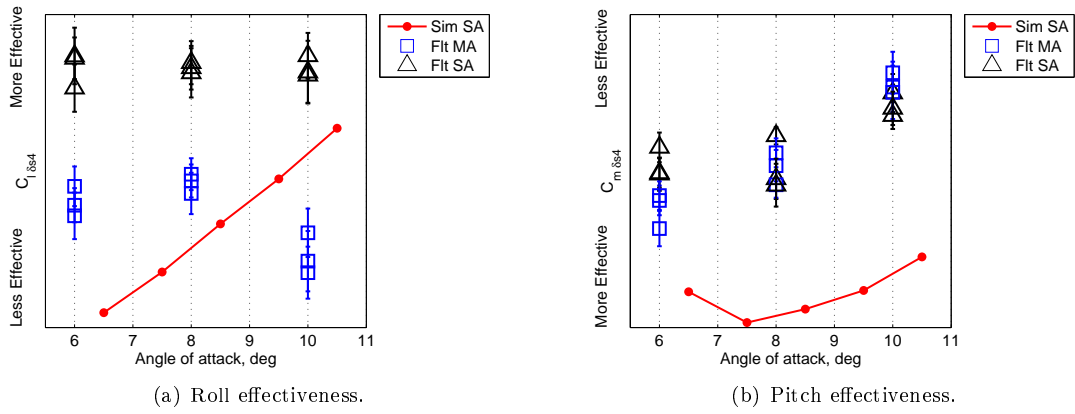 More Effective
C l δs4
Less Effective
6 7 8 9 10 11
Angle of attack, deg
Sim SA
Flt MA
Flt SA
(a) Roll effectiveness.
Less Effective
C m δs4
More Effective
6 7 8 9 10 11
Angle of attack, deg
Sim SA
Flt MA
Flt SA
(b) Pitch effectiveness.